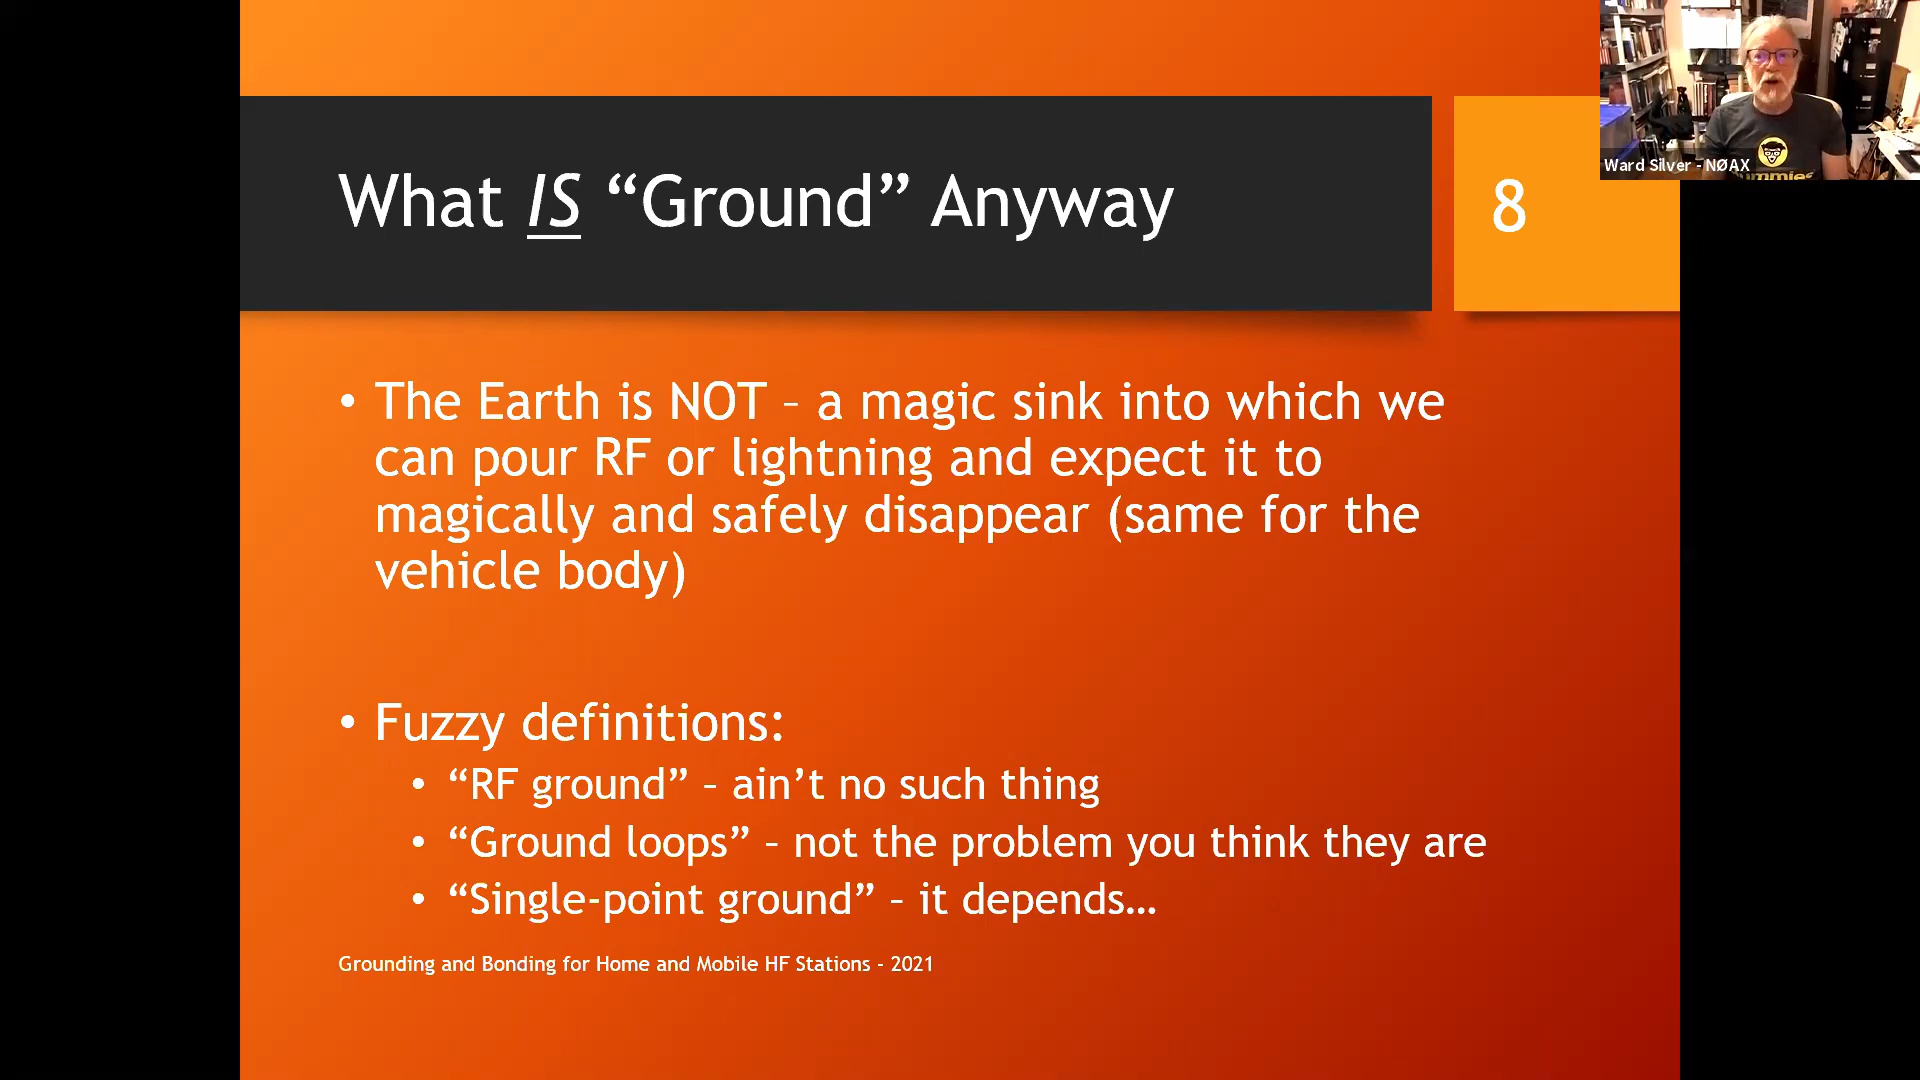 What IS “Ground” Anyway
8
Ward Silver - NØAX
• The Earth is NOT – a magic sink into which we
can pour RF or lightning and expect it to
magically and safely disappear (same for the
vehicle body)
• Fuzzy definitions:
• “RF ground” – ain’t no such thing
• “Ground loops” – not the problem you think they are
• “Single-point ground” – it depends…
Grounding and Bonding for Home and Mobile HF Stations - 2021